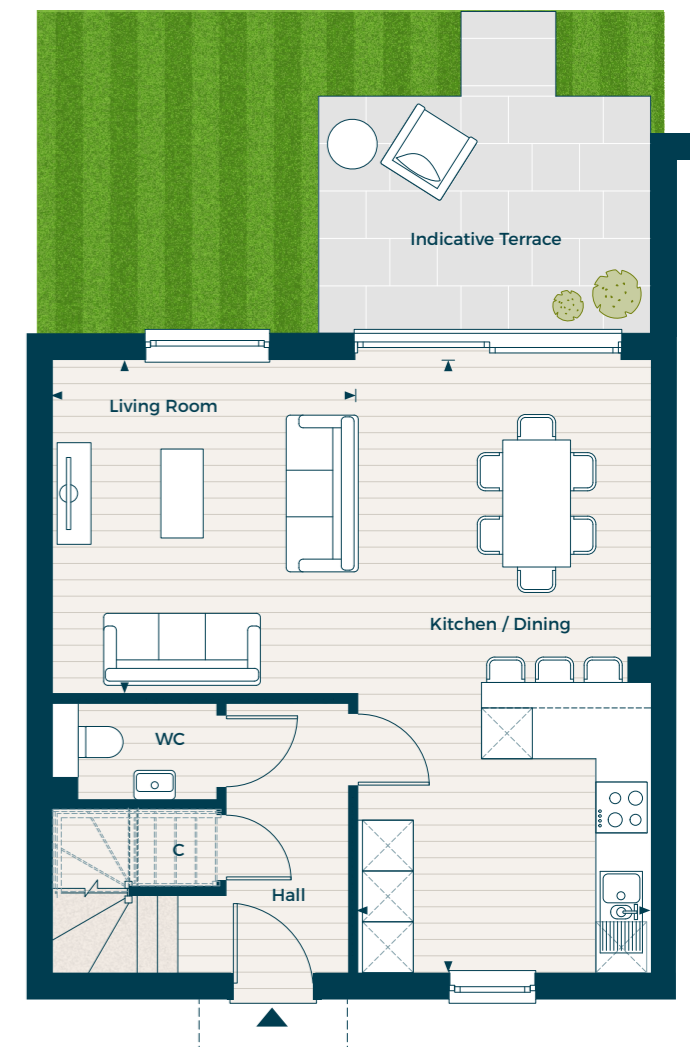 Indicative Terrace
Living Room
Kitchen / Dining
WC
C
Hall